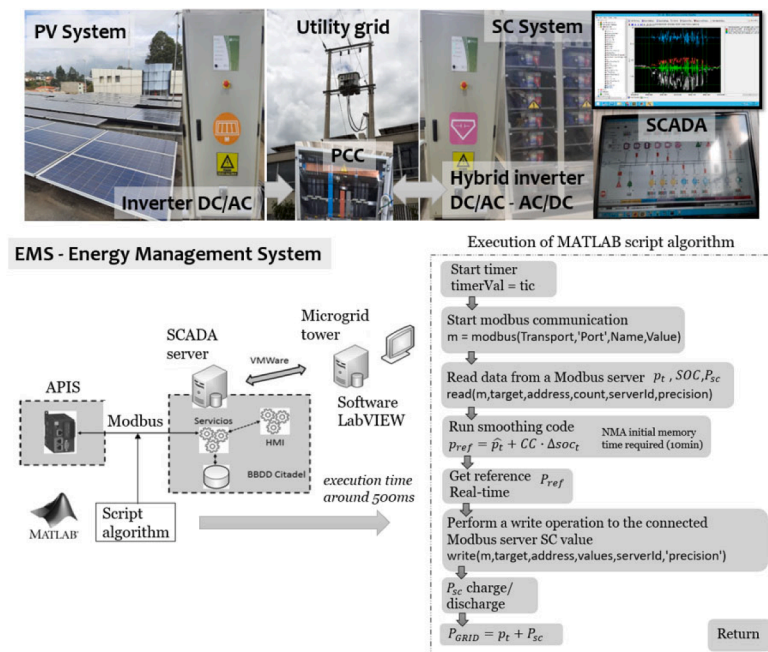 PV System
Utility grid
SC System
SCADA
PCC
Inverter DC/AC
Hybrid inverter
DC/AC - AC/DC
EMS - Energy Management System
Execution of MATLAB script algorithm
Start timer
timerVal = tic
Start modbus communication
m = modbus(Transport,'Port',Name,Value)
Read data from a Modbus server p_t , SOC,P_sc
read(m,target,address,count,serverId,precision)
Run smoothing code
p_ref = p̂_t + CC · Δsoc_t
NMA initial memory
time required (10min)
Get reference P_ref
Real-time
Perform a write operation to the connected
Modbus server SC value
write(m,target,address,values,serverId,'precision')
P_sc charge/
discharge
P_GRID = p_t + P_sc
Return
SCADA
server
Microgrid
tower
VMWare
Software
LabVIEW
APIS
Modbus
Servicios
HMI
BBDD Citadel
MATLAB
Script
algorithm
execution time
around 500ms